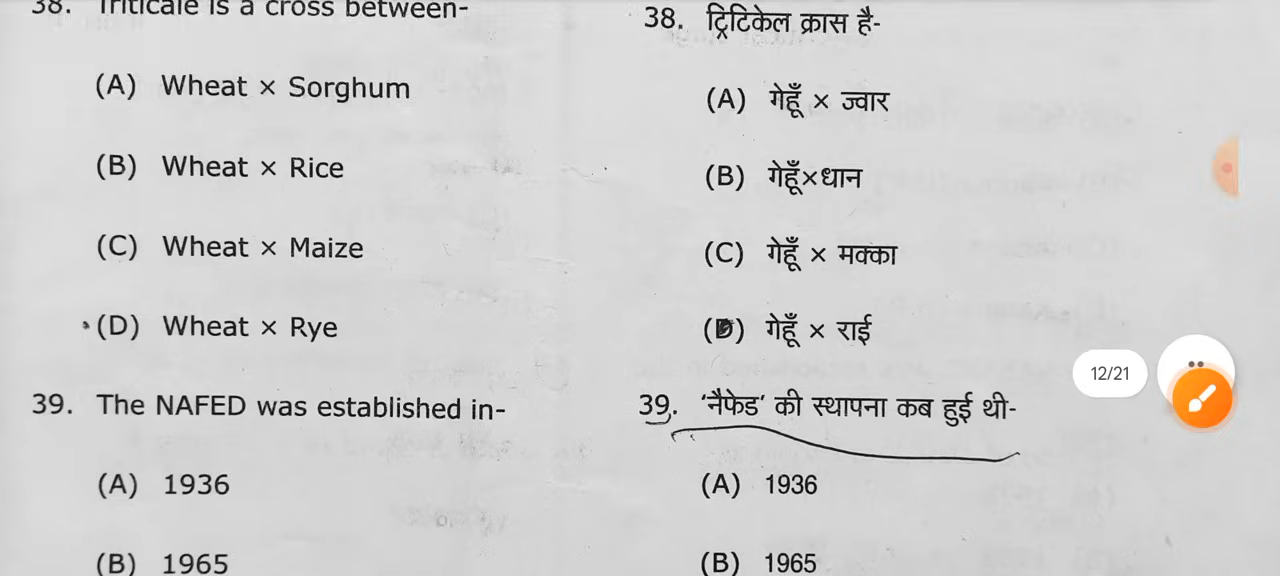 38. Triticale is a cross between-
(A) Wheat × Sorghum
(B) Wheat × Rice
(C) Wheat × Maize
(D) Wheat × Rye
39. The NAFED was established in-
(A) 1936
(B) 1965
38. ट्रिटिकेल क्रास है-
(A) गेहूँ × ज्वार
(B) गेहूँ×धान
(C) गेहूँ × मक्का
(D) गेहूँ × राई
39. 'नैफेड' की स्थापना कब हुई थी-
(A) 1936
(B) 1965
12/21